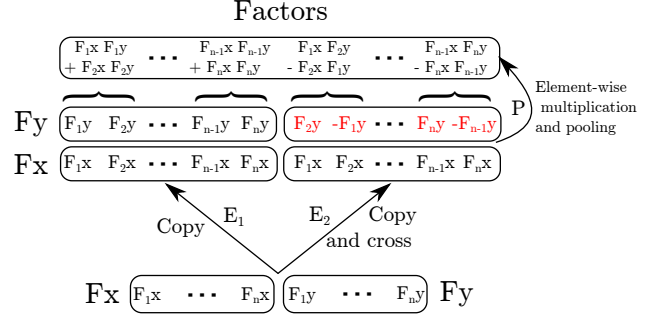 Factors
F₁x F₁y ... Fₙ₋₁x Fₙ₋₁y F₁x F₂y ... Fₙ₋₁x Fₙy
+ F₂x F₂y + Fₙx Fₙy - F₂x F₁y - Fₙx Fₙ₋₁y
Element-wise
multiplication
and pooling
P
Fy F₁y F₂y ... Fₙ₋₁y Fₙy F₂y -F₁y ... Fₙy -Fₙ₋₁y
Fx F₁x F₂x ... Fₙ₋₁x Fₙx F₁x F₂x ... Fₙ₋₁x Fₙx
Copy E₁ E₂ Copy
and cross
Fx F₁x ... Fₙx F₁y ... Fₙy Fy